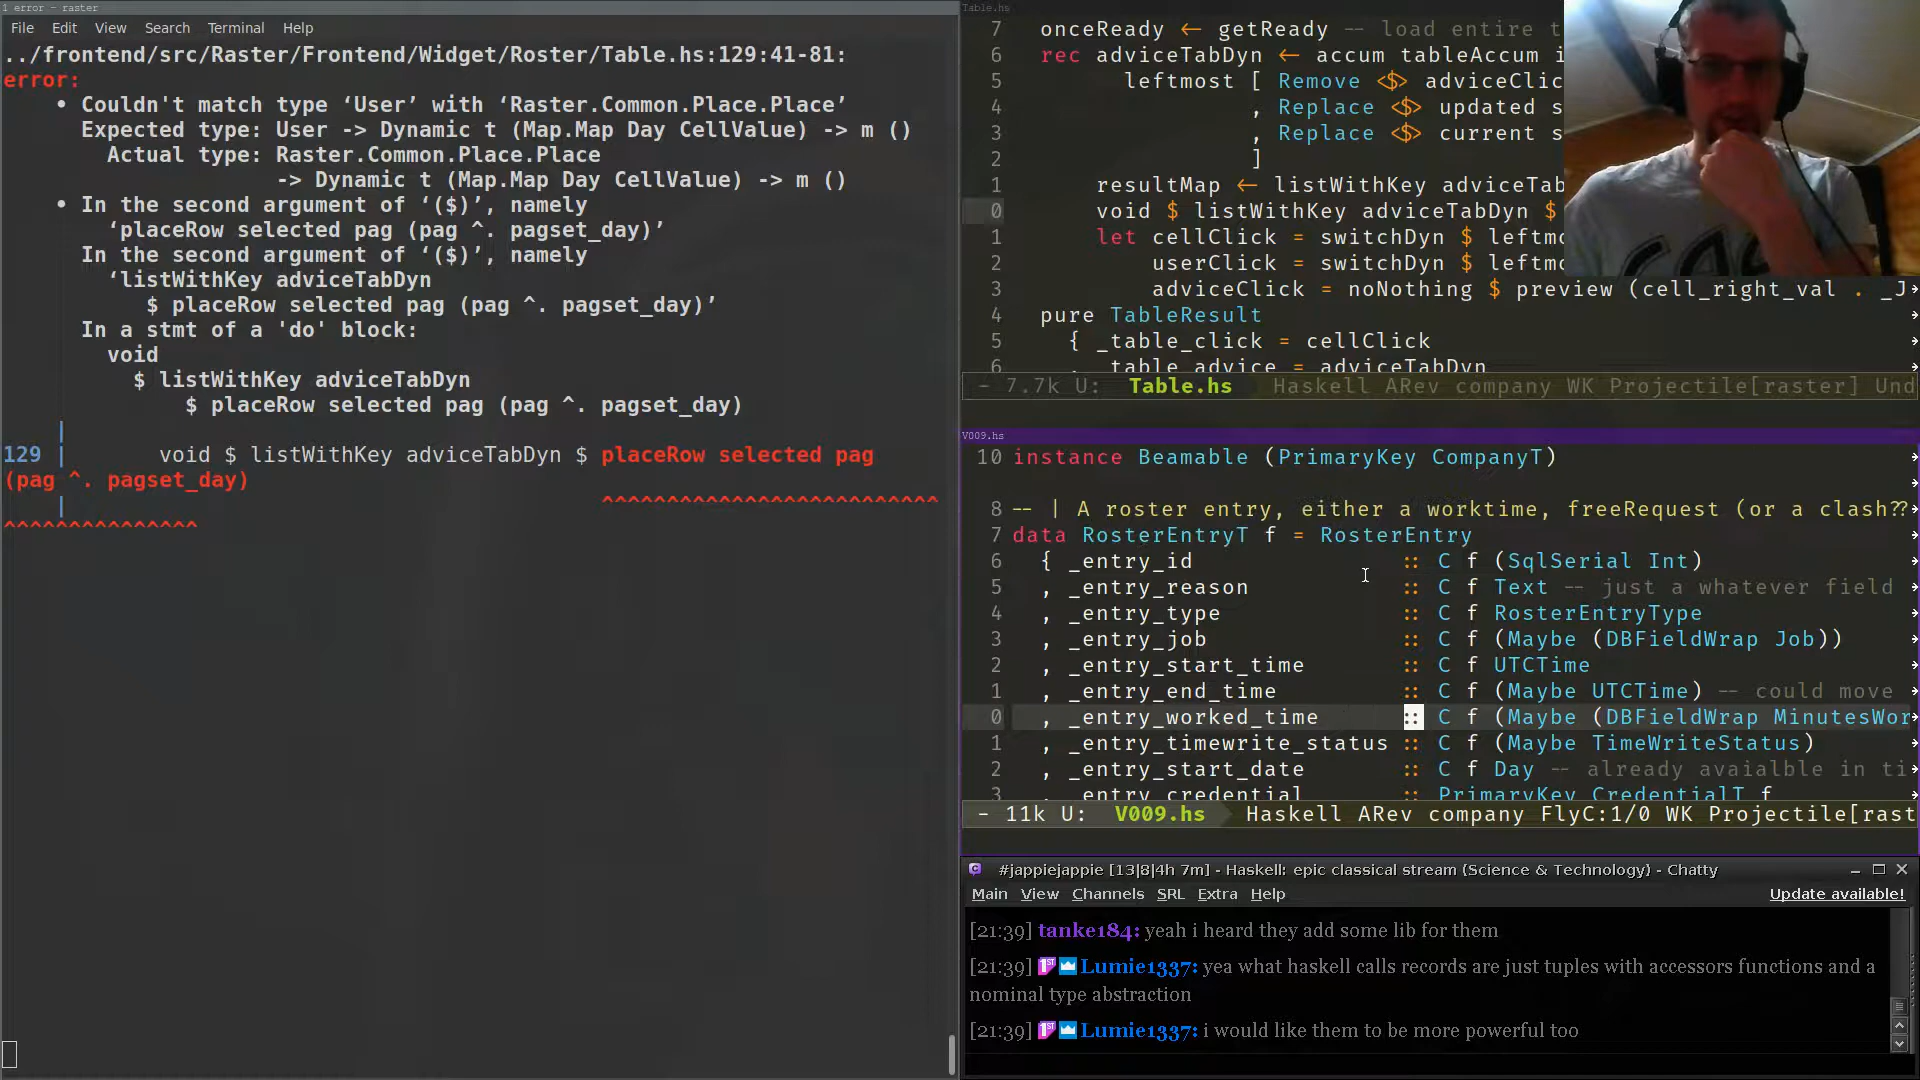 1 error - raster
File Edit View Search Terminal Help
../frontend/src/Raster/Frontend/Widget/Roster/Table.hs:129:41-81:
error:
• Couldn't match type ‘User’ with ‘Raster.Common.Place.Place’
Expected type: User -> Dynamic t (Map.Map Day CellValue) -> m ()
Actual type: Raster.Common.Place.Place
-> Dynamic t (Map.Map Day CellValue) -> m ()
• In the second argument of ‘($)’, namely
‘placeRow selected pag (pag ^. pagset_day)’
In the second argument of ‘($)’, namely
‘listWithKey adviceTabDyn
$ placeRow selected pag (pag ^. pagset_day)’
In a stmt of a 'do' block:
void
$ listWithKey adviceTabDyn
$ placeRow selected pag (pag ^. pagset_day)
|
129 | void $ listWithKey adviceTabDyn $ placeRow selected pag
(pag ^. pagset_day)
| ^^^^^^^^^^^^^^^^^^^^^^^^^^
^^^^^^^^^^^^^^^
Table.hs
7 onceReady ← getReady -- load entire t
6 rec adviceTabDyn ← accum tableAccum i
5 leftmost [ Remove <$> adviceClic
4 , Replace <$> updated s
3 , Replace <$> current s
2 ]
1 resultMap ← listWithKey adviceTab
0 void $ listWithKey adviceTabDyn $
1 let cellClick = switchDyn $ leftmo
2 userClick = switchDyn $ leftmo
3 adviceClick = noNothing $ preview (cell_right_val . _J
4 pure TableResult
5 { _table_click = cellClick
6 , _table_advice = adviceTabDyn
- 7.7k U: Table.hs Haskell ARev company WK Projectile[raster] Und
V009.hs
10 instance Beamable (PrimaryKey CompanyT)
8 -- | A roster entry, either a worktime, freeRequest (or a clash??
7 data RosterEntryT f = RosterEntry
6 { _entry_id :: C f (SqlSerial Int)
5 , _entry_reason :: C f Text -- just a whatever field
4 , _entry_type :: C f RosterEntryType
3 , _entry_job :: C f (Maybe (DBFieldWrap Job))
2 , _entry_start_time :: C f UTCTime
1 , _entry_end_time :: C f (Maybe UTCTime) -- could move
0 , _entry_worked_time :: C f (Maybe (DBFieldWrap MinutesWor
1 , _entry_timewrite_status :: C f (Maybe TimeWriteStatus)
2 , _entry_start_date :: C f Day -- already avaialble in ti
3 , _entry_credential :: PrimaryKey CredentialT f
- 11k U: V009.hs Haskell ARev company FlyC:1/0 WK Projectile[rast
#jappiejappie [13|8|4h 7m] - Haskell: epic classical stream (Science & Technology) - Chatty
Main View Channels SRL Extra Help Update available!
[21:39] tanke184: yeah i heard they add some lib for them
[21:39] 1ST Lumie1337: yea what haskell calls records are just tuples with accessors functions and a
nominal type abstraction
[21:39] 1ST Lumie1337: i would like them to be more powerful too